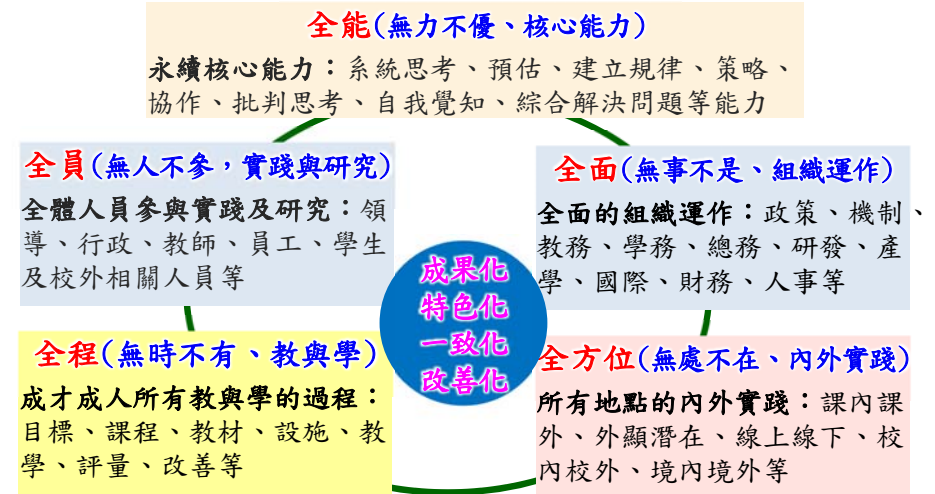 全能(無力不優、核心能力)
永續核心能力：系統思考、預估、建立規律、策略、
協作、批判思考、自我覺知、綜合解決問題等能力
全員(無人不參，實踐與研究)
全體人員參與實踐及研究：領
導、行政、教師、員工、學生
及校外相關人員等
全面(無事不是、組織運作)
全面的組織運作：政策、機制、
教務、學務、總務、研發、產
學、國際、財務、人事等
成果化
特色化
一致化
改善化
全程(無時不有、教與學)
成才成人所有教與學的過程：
目標、課程、教材、設施、教
學、評量、改善等
全方位(無處不在、內外實踐)
所有地點的內外實踐：課內課
外、外顯潛在、線上線下、校
內校外、境內境外等